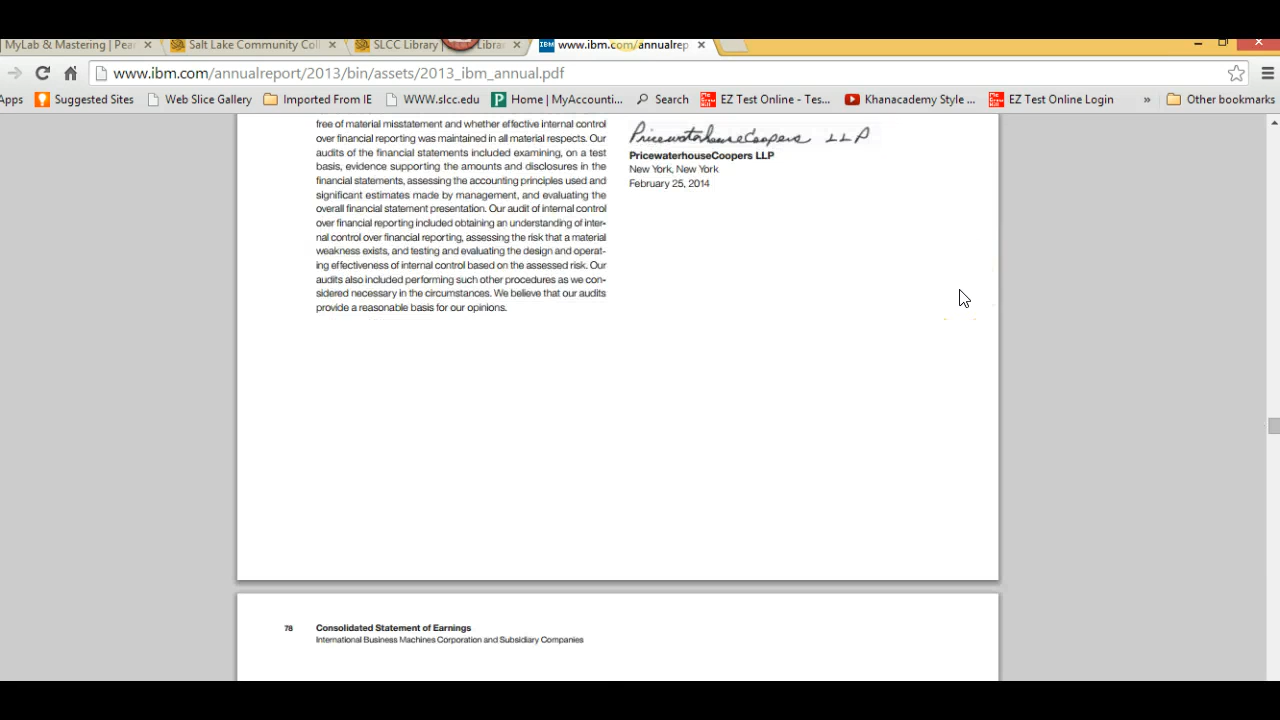 MyLab & Mastering | Pea
Salt Lake Community Coll
SLCC Library |
Libra
www.ibm.com/annualrep
www.ibm.com/annualreport/2013/bin/assets/2013_ibm_annual.pdf
Apps Suggested Sites Web Slice Gallery Imported From IE WWW.slcc.edu Home | MyAccounti... Search EZ Test Online - Tes... Khanacademy Style ... EZ Test Online Login » Other bookmarks
free of material misstatement and whether effective internal control
over financial reporting was maintained in all material respects. Our
audits of the financial statements included examining, on a test
basis, evidence supporting the amounts and disclosures in the
financial statements, assessing the accounting principles used and
significant estimates made by management, and evaluating the
overall financial statement presentation. Our audit of internal control
over financial reporting included obtaining an understanding of inter-
nal control over financial reporting, assessing the risk that a material
weakness exists, and testing and evaluating the design and operat-
ing effectiveness of internal control based on the assessed risk. Our
audits also included performing such other procedures as we con-
sidered necessary in the circumstances. We believe that our audits
provide a reasonable basis for our opinions.
PricewaterhouseCoopers LLP
PricewaterhouseCoopers LLP
New York, New York
February 25, 2014
78 Consolidated Statement of Earnings
International Business Machines Corporation and Subsidiary Companies